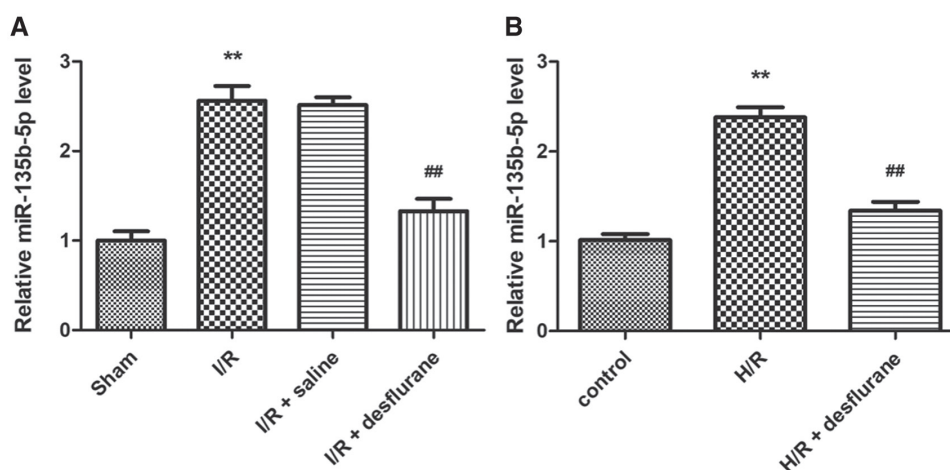 A
Relative miR-135b-5p level
3
2
1
0
**
##
Sham
I/R
I/R + saline
I/R + desflurane
B
Relative miR-135b-5p level
3
2
1
0
**
##
control
H/R
H/R + desflurane